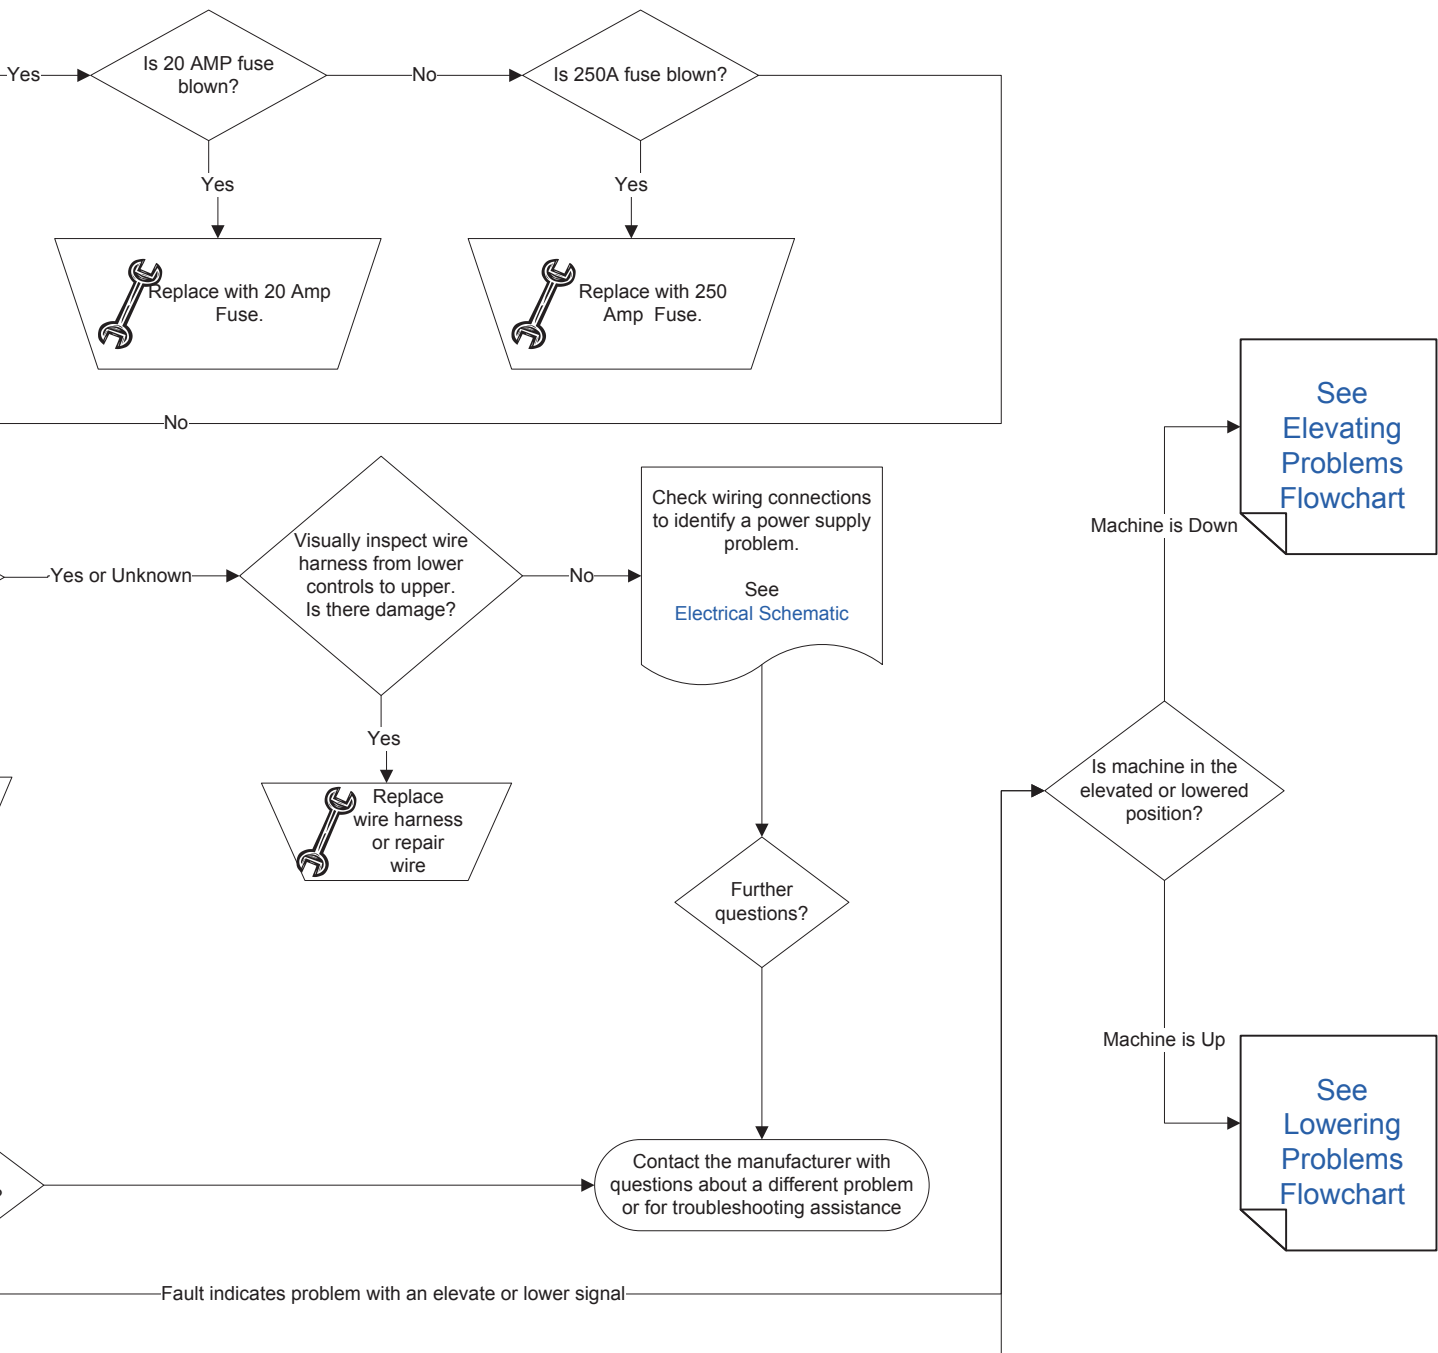 Yes
Is 20 AMP fuse
blown?
No
Is 250A fuse blown?
Yes
Yes
Replace with 20 Amp
Fuse.
Replace with 250
Amp Fuse.
No
See
Elevating
Problems
Flowchart
Machine is Down
Yes or Unknown
Visually inspect wire
harness from lower
controls to upper.
Is there damage?
No
Check wiring connections
to identify a power supply
problem.
See
Electrical Schematic
Yes
Replace
wire harness
or repair
wire
Is machine in the
elevated or lowered
position?
Further
questions?
Machine is Up
See
Lowering
Problems
Flowchart
Contact the manufacturer with
questions about a different problem
or for troubleshooting assistance
Fault indicates problem with an elevate or lower signal